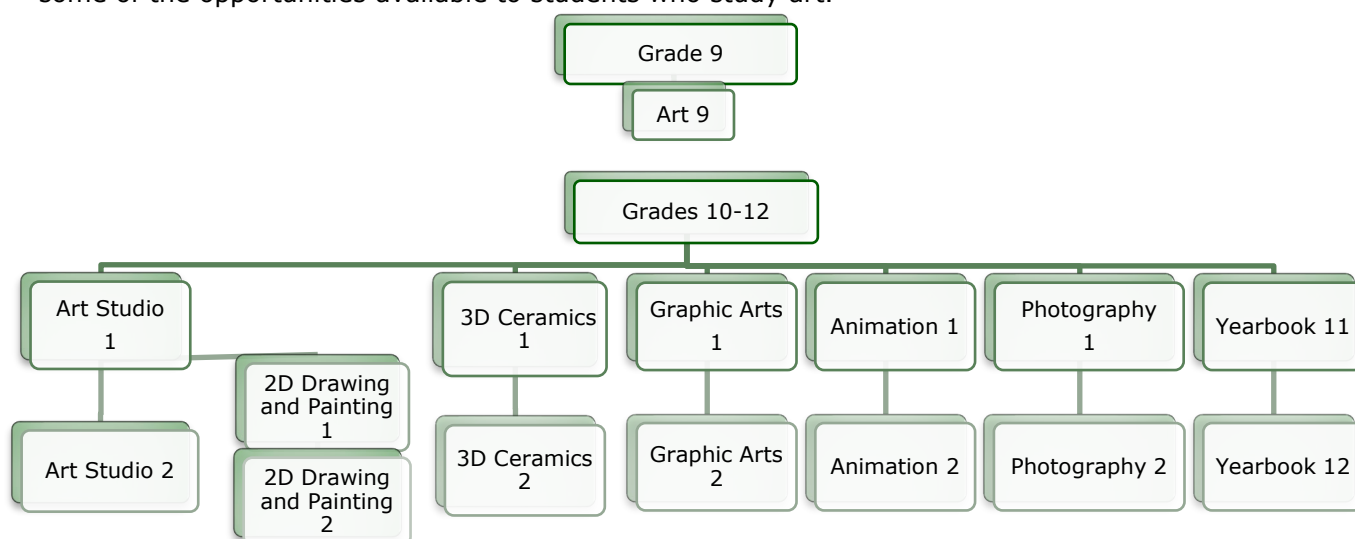 some of the opportunities available to students who study art.
Grade 9
Art 9
Grades 10-12
Art Studio
1
2D Drawing
and Painting
1
Art Studio 2
2D Drawing
and Painting
2
3D Ceramics
1
3D Ceramics
2
Graphic Arts
1
Graphic Arts
2
Animation 1
Animation 2
Photography
1
Photography 2
Yearbook 11
Yearbook 12